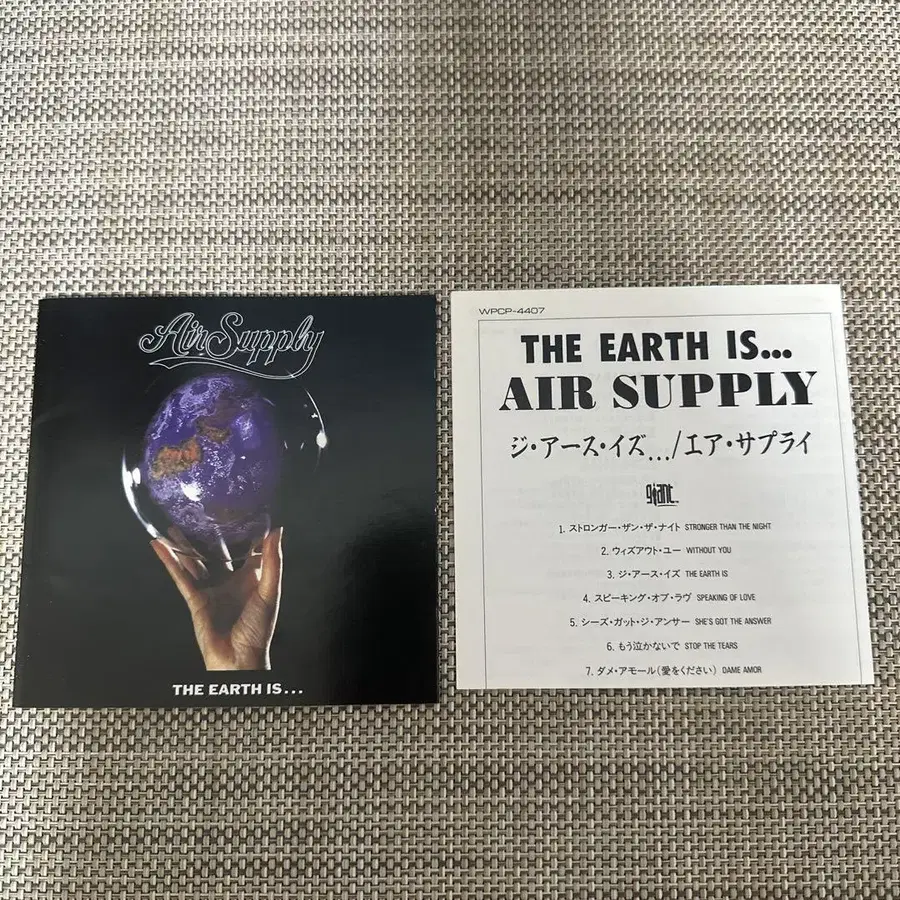 Air Supply
THE EARTH IS...
WPCP-4407
THE EARTH IS...
AIR SUPPLY
ジ・アース・イズ.../エア・サプライ
giant
1. ストロンガー・ザン・ザ・ナイト STRONGER THAN THE NIGHT
2. ウィズアウト・ユー WITHOUT YOU
3. ジ・アース・イズ THE EARTH IS
4. スピーキング・オブ・ラヴ SPEAKING OF LOVE
5. シーズ・ガット・ジ・アンサー SHE'S GOT THE ANSWER
6. もう泣かないで STOP THE TEARS
7. ダメ・アモール(愛をください) DAME AMOR